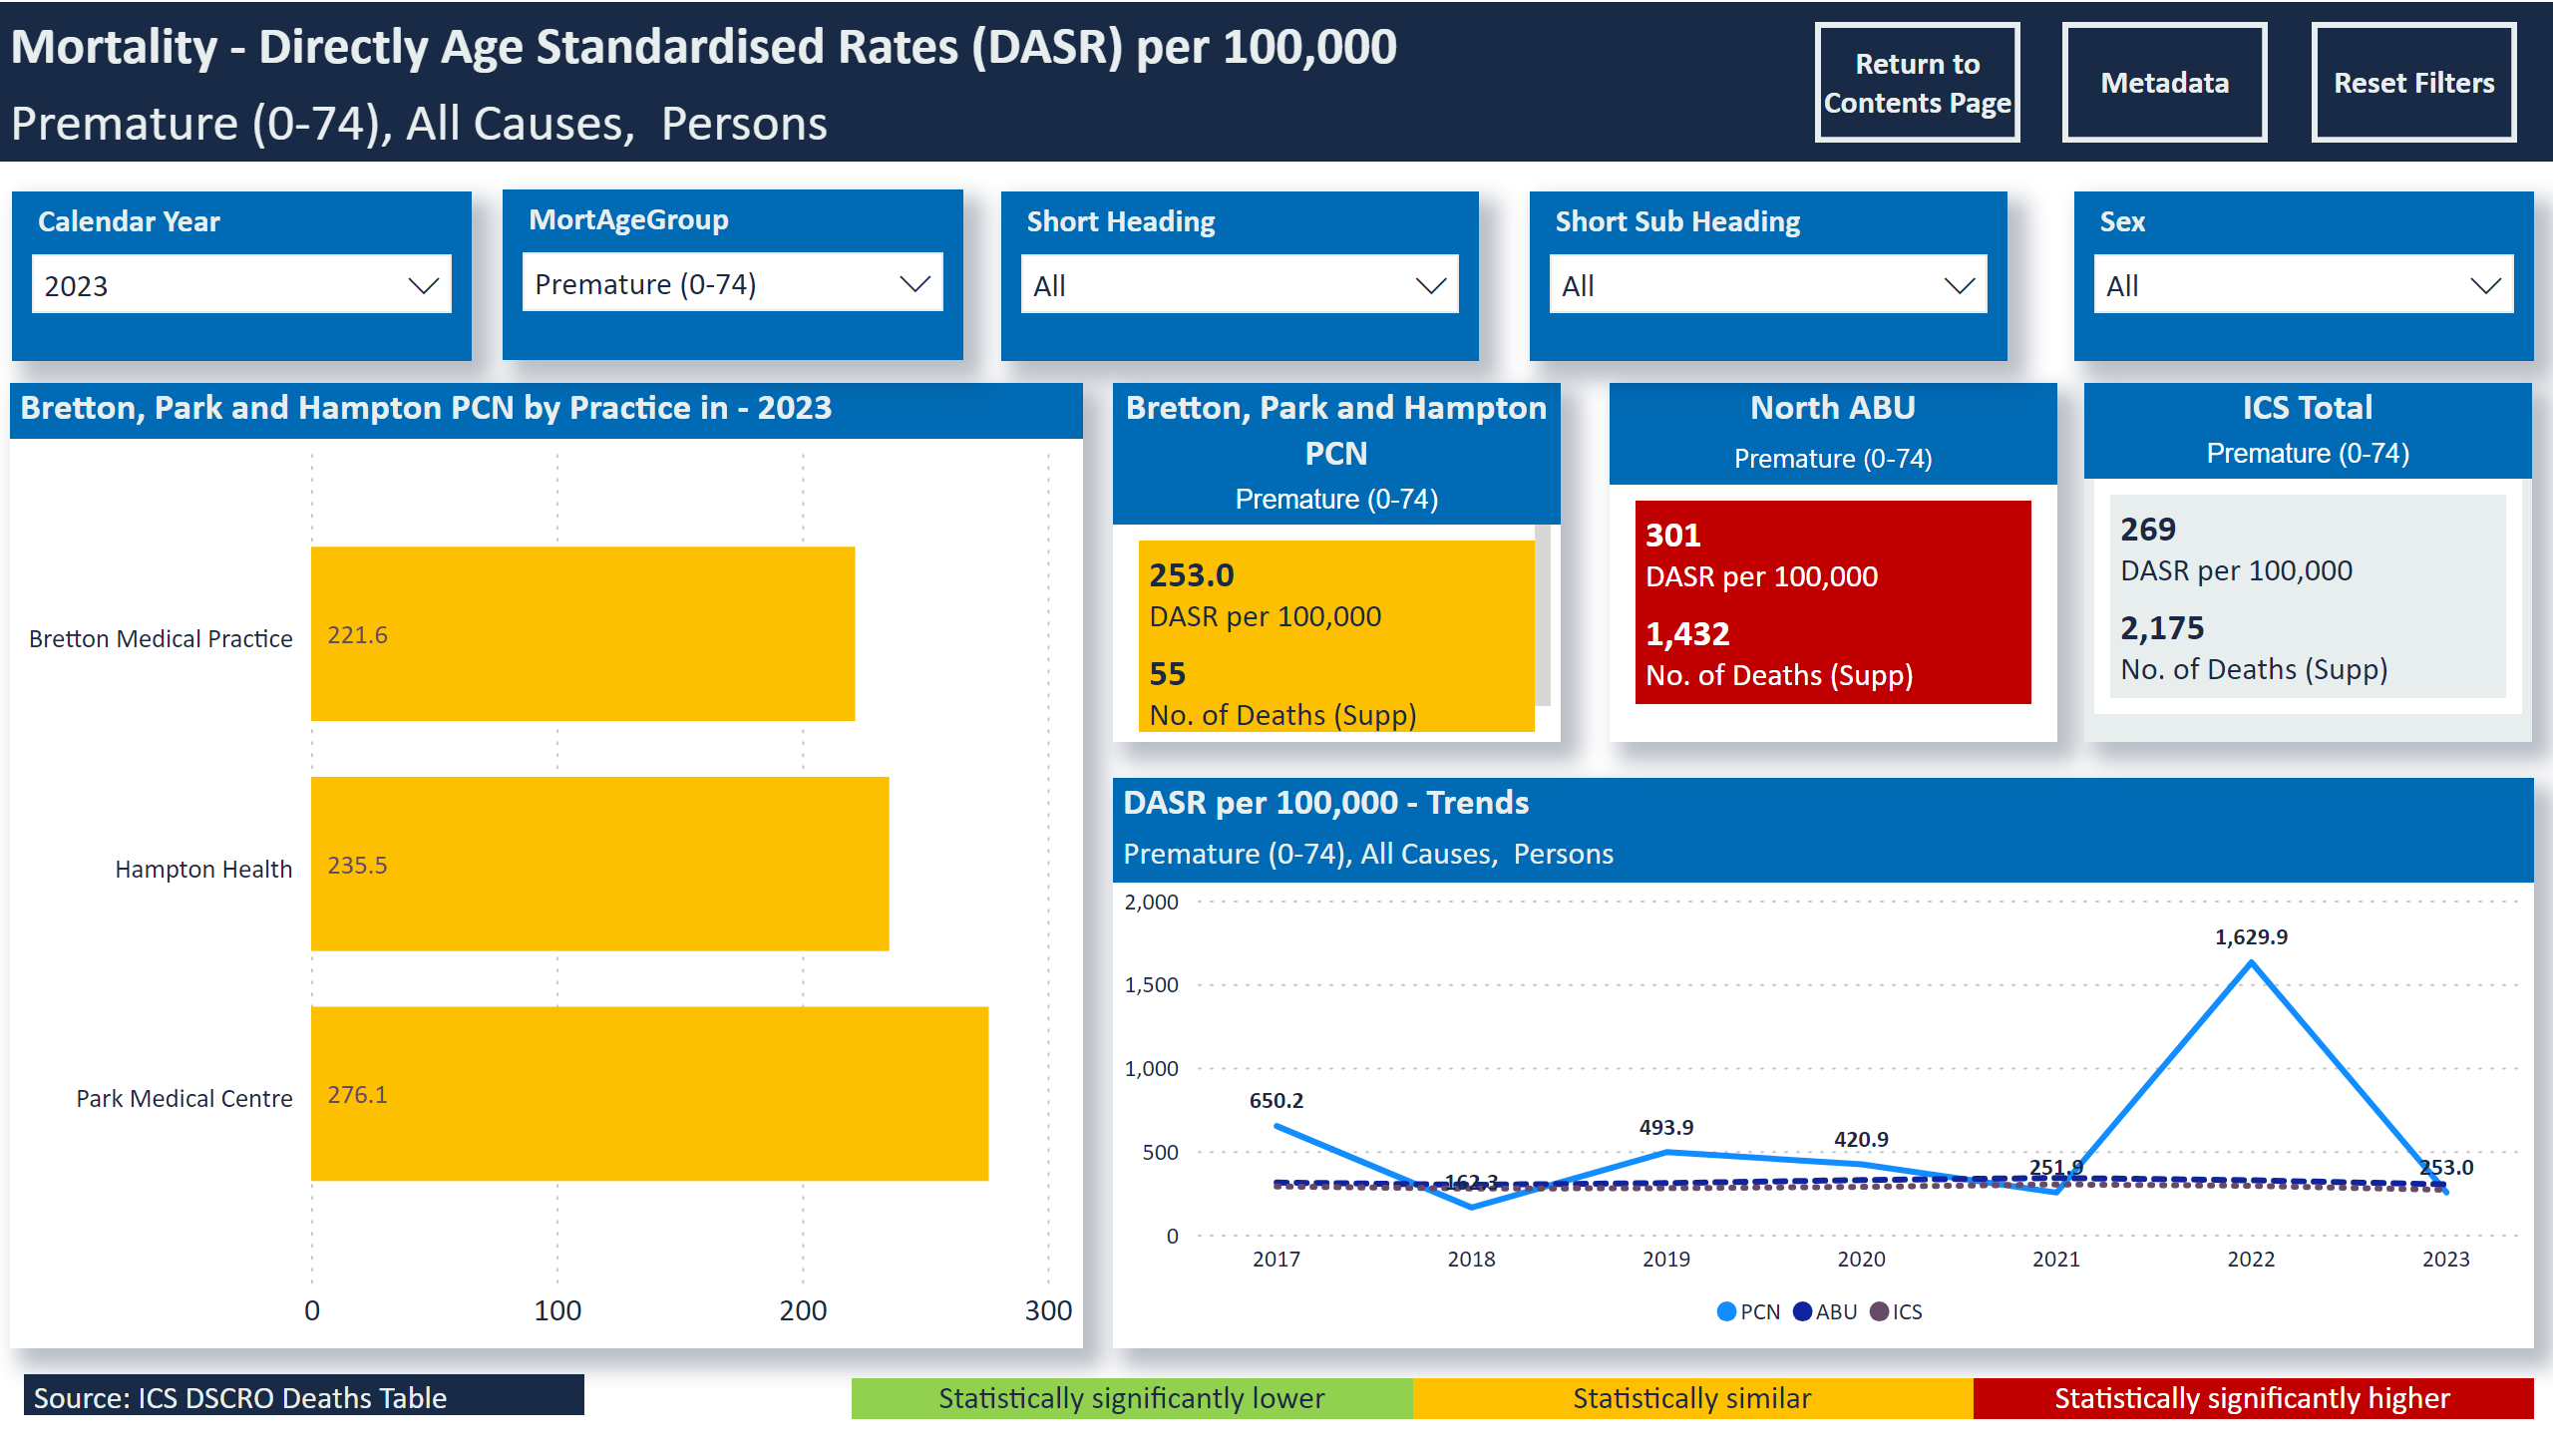 Mortality - Directly Age Standardised Rates (DASR) per 100,000
Premature (0-74), All Causes,  Persons
Return to
Contents Page
Metadata
Reset Filters
Calendar Year
2023
MortAgeGroup
Premature (0-74)
Short Heading
All
Short Sub Heading
All
Sex
All
Bretton, Park and Hampton PCN by Practice in - 2023
Bretton Medical Practice
221.6
Hampton Health
235.5
Park Medical Centre
276.1
0 100 200 300
Bretton, Park and Hampton
PCN
Premature (0-74)
253.0
DASR per 100,000
55
No. of Deaths (Supp)
North ABU
Premature (0-74)
301
DASR per 100,000
1,432
No. of Deaths (Supp)
ICS Total
Premature (0-74)
269
DASR per 100,000
2,175
No. of Deaths (Supp)
DASR per 100,000 - Trends
Premature (0-74), All Causes,  Persons
2,000
1,500
1,000
500
0
650.2
162.3
493.9
420.9
251.9
1,629.9
253.0
2017 2018 2019 2020 2021 2022 2023
PCN ABU ICS
Source: ICS DSCRO Deaths Table
Statistically significantly lower
Statistically similar
Statistically significantly higher